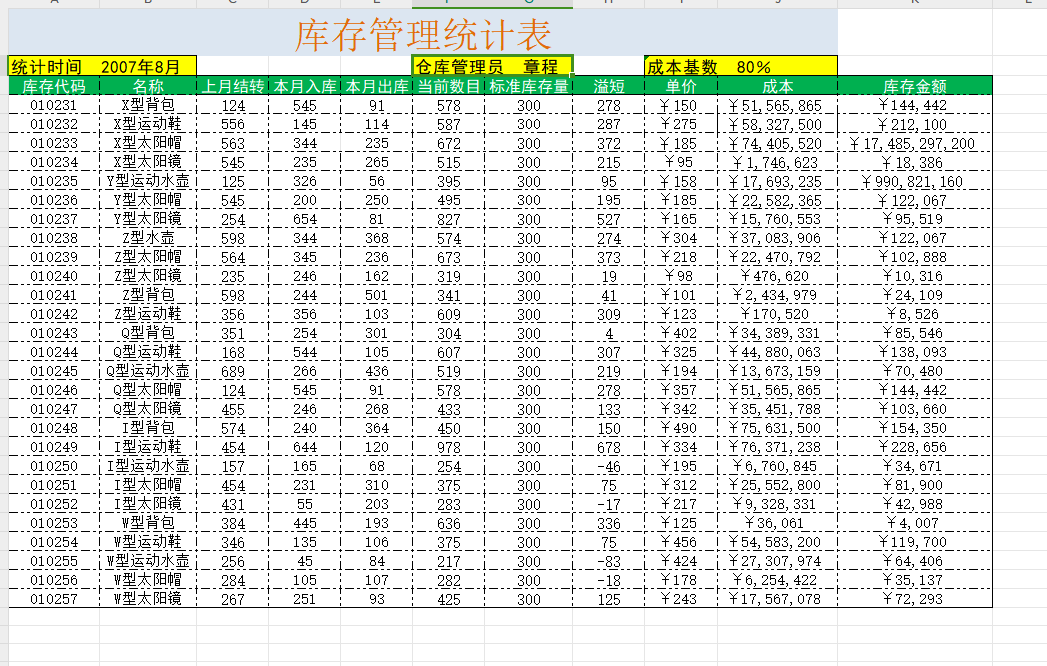 库存管理统计表
统计时间 2007年8月 仓库管理员 章程 成本基数 80%
库存代码 名称 上月结转 本月入库 本月出库 当前数目 标准库存量 溢短 单价 成本 库存金额
010231 X型背包 124 545 91 578 300 278 ￥150 ￥51,565,865 ￥144,442
010232 X型运动鞋 556 145 114 587 300 287 ￥275 ￥58,327,500 ￥212,100
010233 X型太阳帽 563 344 235 672 300 372 ￥185 ￥74,405,520 ￥17,485,297,200
010234 X型太阳镜 545 235 265 515 300 215 ￥95 ￥1,746,623 ￥18,386
010235 Y型运动水壶 125 326 56 395 300 95 ￥158 ￥17,693,235 ￥990,821,160
010236 Y型太阳帽 545 200 250 495 300 195 ￥185 ￥22,582,365 ￥122,067
010237 Y型太阳镜 254 654 81 827 300 527 ￥165 ￥15,760,553 ￥95,519
010238 Z型水壶 598 344 368 574 300 274 ￥304 ￥37,083,906 ￥122,067
010239 Z型太阳帽 564 345 236 673 300 373 ￥218 ￥22,470,792 ￥102,888
010240 Z型太阳镜 235 246 162 319 300 19 ￥98 ￥476,620 ￥10,316
010241 Z型背包 598 244 501 341 300 41 ￥101 ￥2,434,979 ￥24,109
010242 Z型运动鞋 356 356 103 609 300 309 ￥123 ￥170,520 ￥8,526
010243 Q型背包 351 254 301 304 300 4 ￥402 ￥34,389,331 ￥85,546
010244 Q型运动鞋 168 544 105 607 300 307 ￥325 ￥44,880,063 ￥138,093
010245 Q型运动水壶 689 266 436 519 300 219 ￥194 ￥13,673,159 ￥70,480
010246 Q型太阳帽 124 545 91 578 300 278 ￥357 ￥51,565,865 ￥144,442
010247 Q型太阳镜 455 246 268 433 300 133 ￥342 ￥35,451,788 ￥103,660
010248 I型背包 574 240 364 450 300 150 ￥490 ￥75,631,500 ￥154,350
010249 I型运动鞋 454 644 120 978 300 678 ￥334 ￥76,371,238 ￥228,656
010250 I型运动水壶 157 165 68 254 300 -46 ￥195 ￥6,760,845 ￥34,671
010251 I型太阳帽 454 231 310 375 300 75 ￥312 ￥25,552,800 ￥81,900
010252 I型太阳镜 431 55 203 283 300 -17 ￥217 ￥9,328,331 ￥42,988
010253 W型背包 384 445 193 636 300 336 ￥125 ￥36,061 ￥4,007
010254 W型运动鞋 346 135 106 375 300 75 ￥456 ￥54,583,200 ￥119,700
010255 W型运动水壶 256 45 84 217 300 -83 ￥424 ￥27,307,974 ￥64,406
010256 W型太阳帽 284 105 107 282 300 -18 ￥178 ￥6,254,422 ￥35,137
010257 W型太阳镜 267 251 93 425 300 125 ￥243 ￥17,567,078 ￥72,293